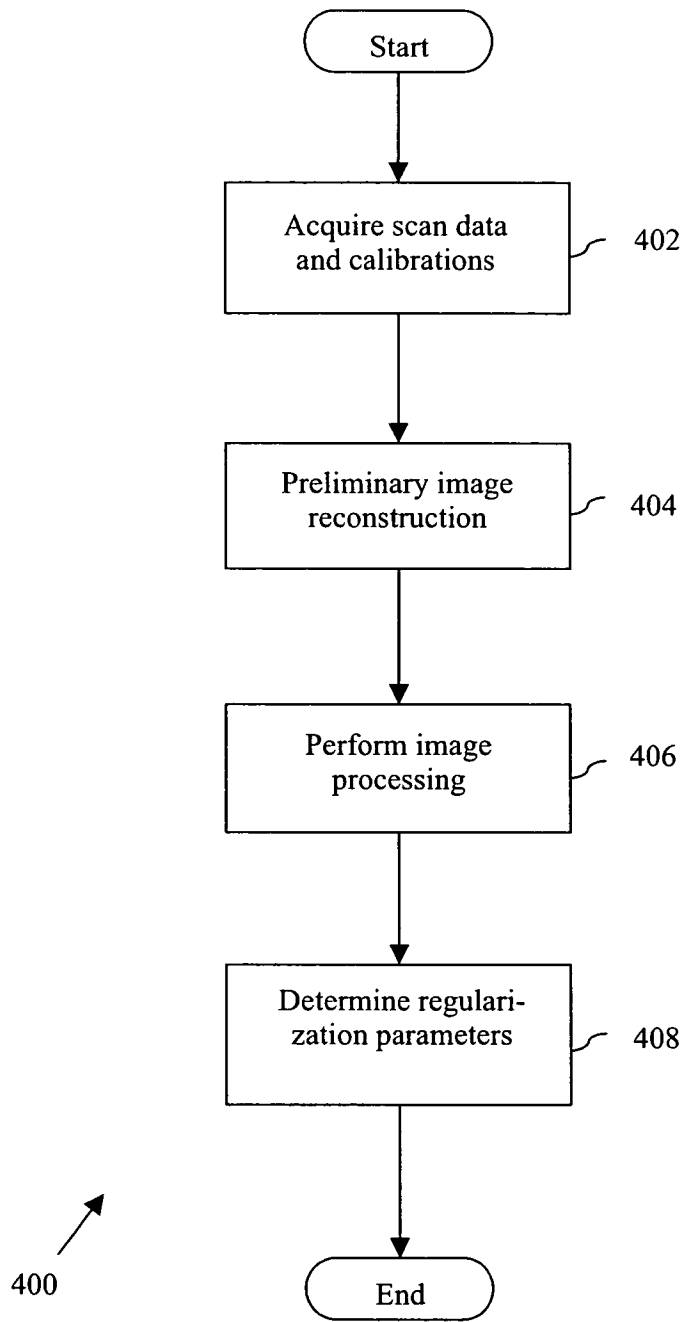 Start
Acquire scan data
and calibrations
402
Preliminary image
reconstruction
404
Perform image
processing
406
Determine regulari-
zation parameters
408
400
End